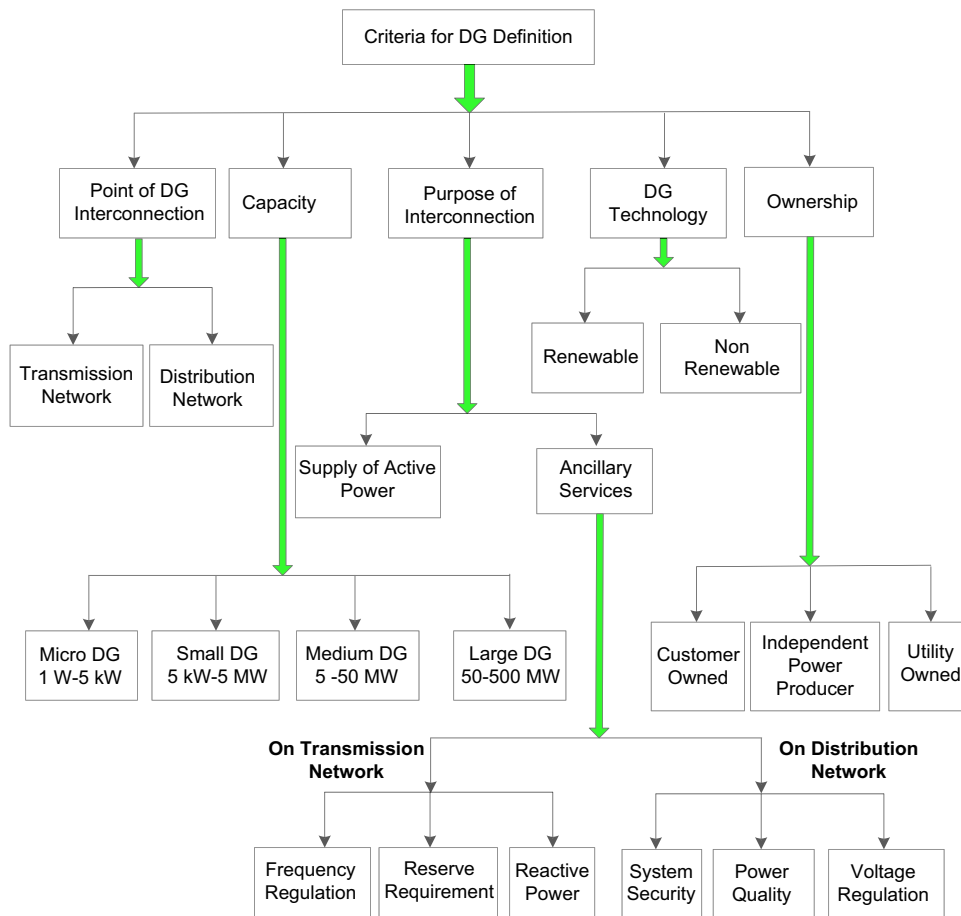 Criteria for DG Definition
Point of DG
Interconnection
Capacity
Purpose of
Interconnection
DG
Technology
Ownership
Transmission
Network
Distribution
Network
Renewable
Non
Renewable
Supply of Active
Power
Ancillary
Services
Micro DG
1 W-5 kW
Small DG
5 kW-5 MW
Medium DG
5 -50 MW
Large DG
50-500 MW
Customer
Owned
Independent
Power
Producer
Utility
Owned
On Transmission
Network
On Distribution
Network
Frequency
Regulation
Reserve
Requirement
Reactive
Power
System
Security
Power
Quality
Voltage
Regulation